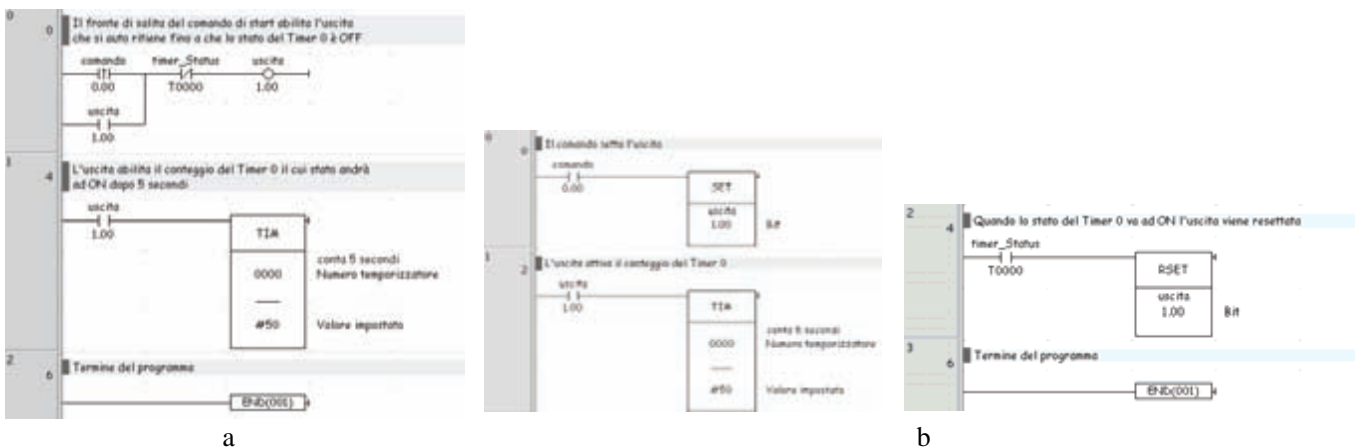 0
0
Il fronte di salita del comando di start abilita l'uscita
che si auto ritiene fino a che lo stato del Timer 0 è OFF
comando timer_Status uscita
0.00 T0000 1.00
uscita
1.00
1
4
L'uscita abilita il conteggio del Timer 0 il cui stato andrà
ad ON dopo 5 secondi
uscita
1.00
TIM
conta 5 secondi
0000 Numero temporizzatore
#50 Valore impostato
2
6
Termine del programma
END(001)
a
0
0
Il comando setta l'uscita
comando
0.00
SET
uscita
1.00 Bit
1
2
L'uscita attiva il conteggio del Timer 0
uscita
1.00
TIM
conta 5 secondi
0000 Numero temporizzatore
#50 Valore impostato
2
4
Quando lo stato del Timer 0 va ad ON l'uscita viene resettata
timer_Status
T0000
RSET
uscita
1.00 Bit
3
6
Termine del programma
END(001)
b